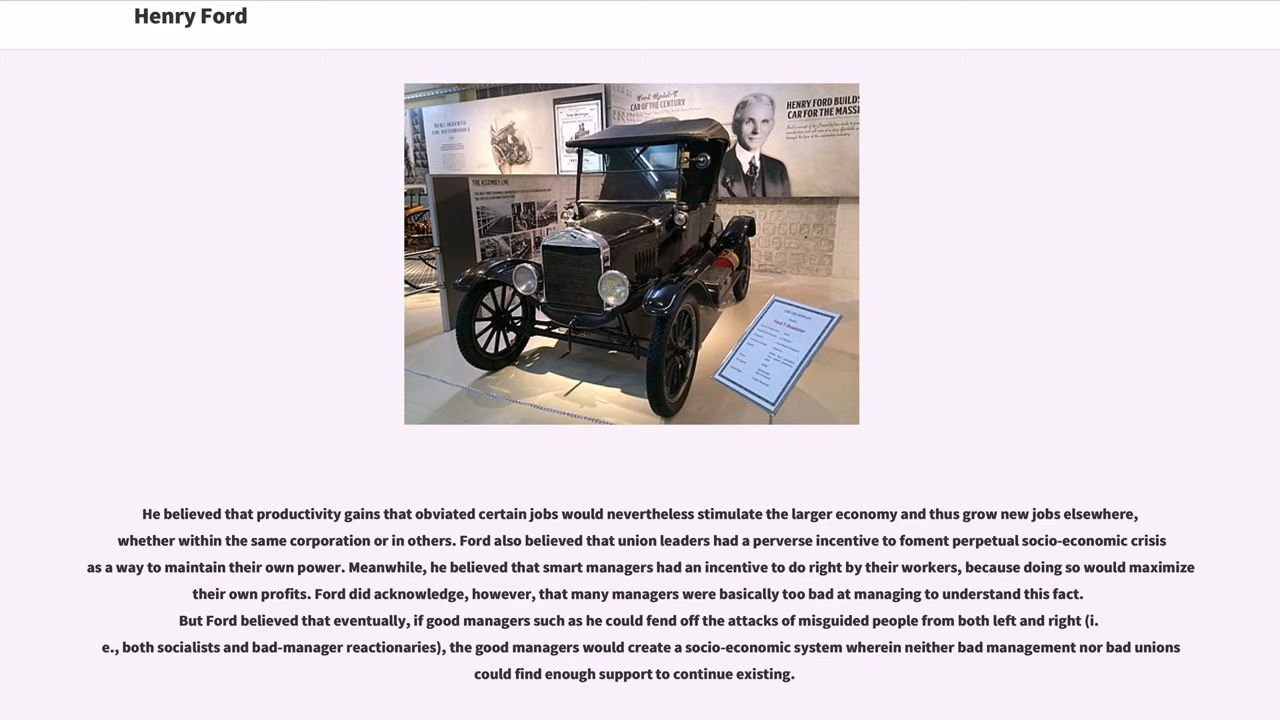 Henry Ford
Ford Model-T
CAR OF THE CENTURY
HENRY FORD BUILDS
CAR FOR THE MASS
THE ASSEMBLY LINE
Ford T Roadster
He believed that productivity gains that obviated certain jobs would nevertheless stimulate the larger economy and thus grow new jobs elsewhere,
whether within the same corporation or in others. Ford also believed that union leaders had a perverse incentive to foment perpetual socio-economic crisis
as a way to maintain their own power. Meanwhile, he believed that smart managers had an incentive to do right by their workers, because doing so would maximize
their own profits. Ford did acknowledge, however, that many managers were basically too bad at managing to understand this fact.
But Ford believed that eventually, if good managers such as he could fend off the attacks of misguided people from both left and right (i.
e., both socialists and bad-manager reactionaries), the good managers would create a socio-economic system wherein neither bad management nor bad unions
could find enough support to continue existing.